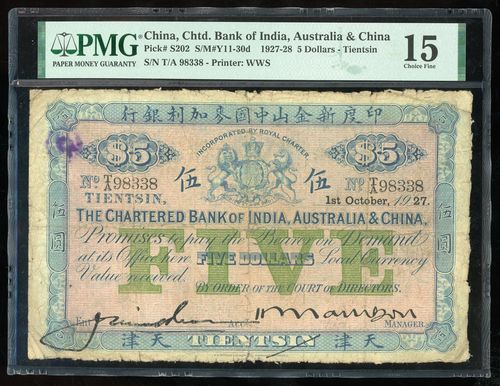 PMG
PAPER MONEY GUARANTY
China, Chtd. Bank of India, Australia & China
Pick# S202 S/M#Y11-30d 1927-28 5 Dollars - Tientsin
S/N T/A 98338 - Printer: WWS
15
Choice Fine
行銀利加麥國中山金新度印
INCORPORATED BY ROYAL CHARTER
$5 $5
伍 伍
Nº T/A 98338 Nº T/A 98338
TIENTSIN, 1st October, 1927.
THE CHARTERED BANK OF INDIA, AUSTRALIA & CHINA,
Promises to pay the Bearer on Demand
at its Office here FIVE DOLLARS Local Currency
Value received.
FIVE
BY ORDER OF THE COURT OF DIRECTORS.
伍圓 伍圓
MANAGER.
津天 TIENTSIN 津天